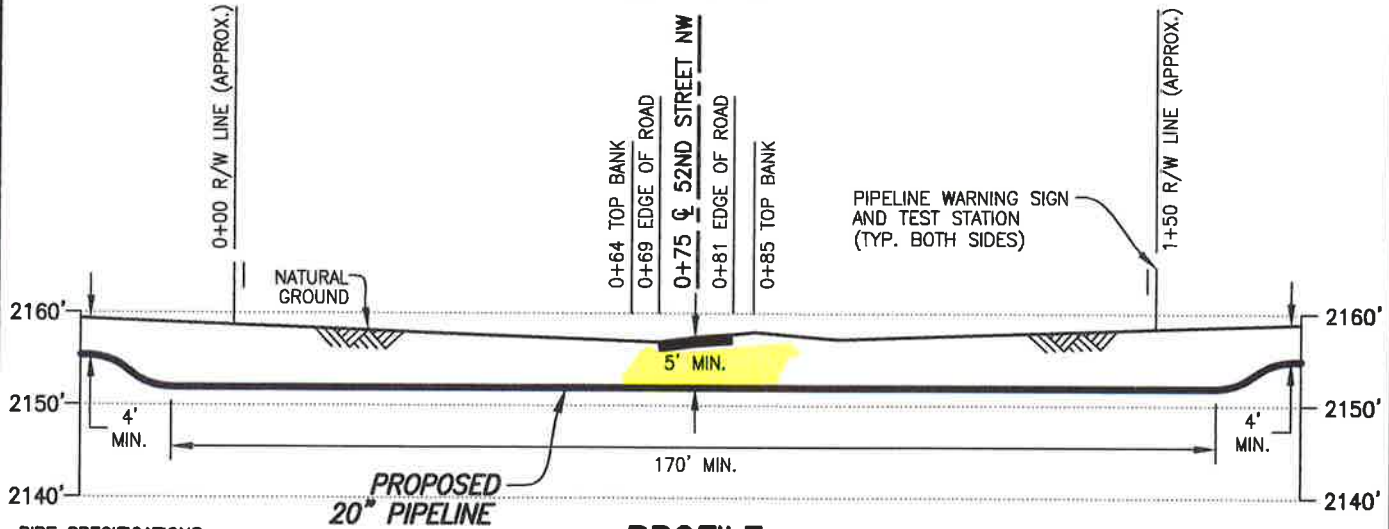 0+00 R/W LINE (APPROX.)
0+64 TOP BANK
0+69 EDGE OF ROAD
0+75 ℄ 52ND STREET NW
0+81 EDGE OF ROAD
0+85 TOP BANK
1+50 R/W LINE (APPROX.)
PIPELINE WARNING SIGN
AND TEST STATION
(TYP. BOTH SIDES)
NATURAL
GROUND
2160'
2160'
5' MIN.
2150'
2150'
4'
MIN.
4'
MIN.
170' MIN.
2140'
2140'
PROPOSED
20" PIPELINE
PIPE SPECIFICATIONS
PROFILE